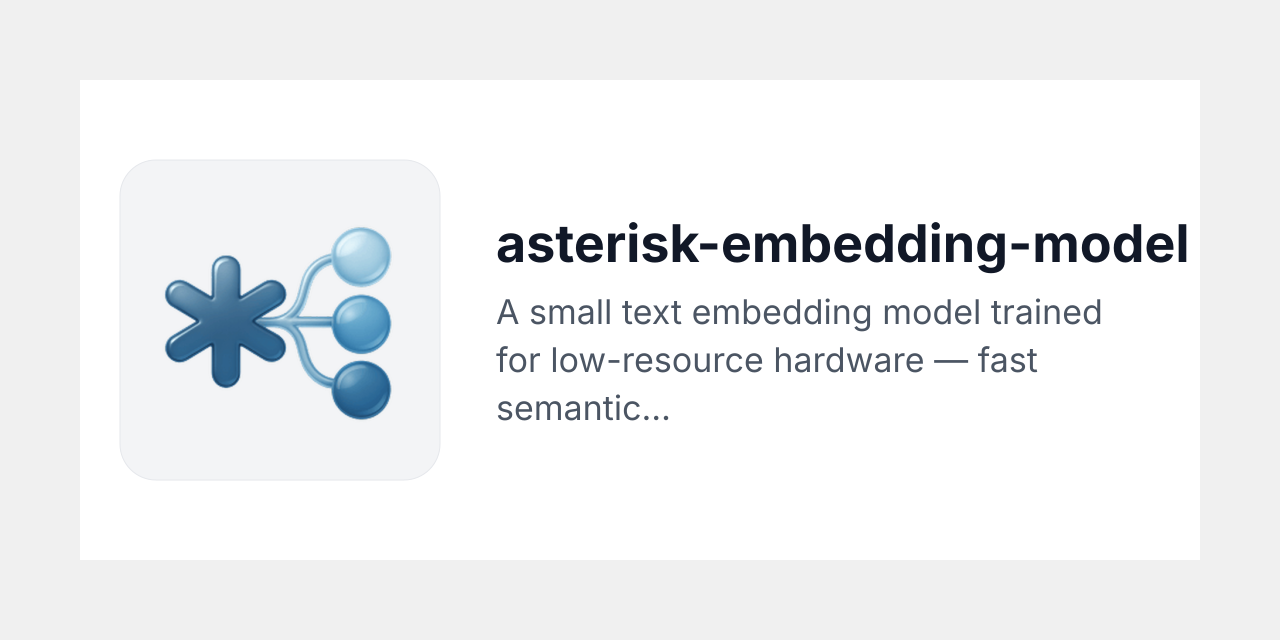 asterisk-embedding-model
A small text embedding model trained
for low-resource hardware — fast
semantic...